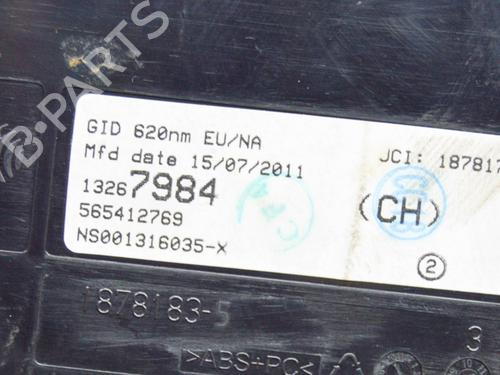 B-PARTS
GID 620nm EU/NA
Mfd date 15/07/2011
JCI: 187817
13267984
565412769
(CH)
NS001316035-X
2
1878183-5
3
>ABS+PC<